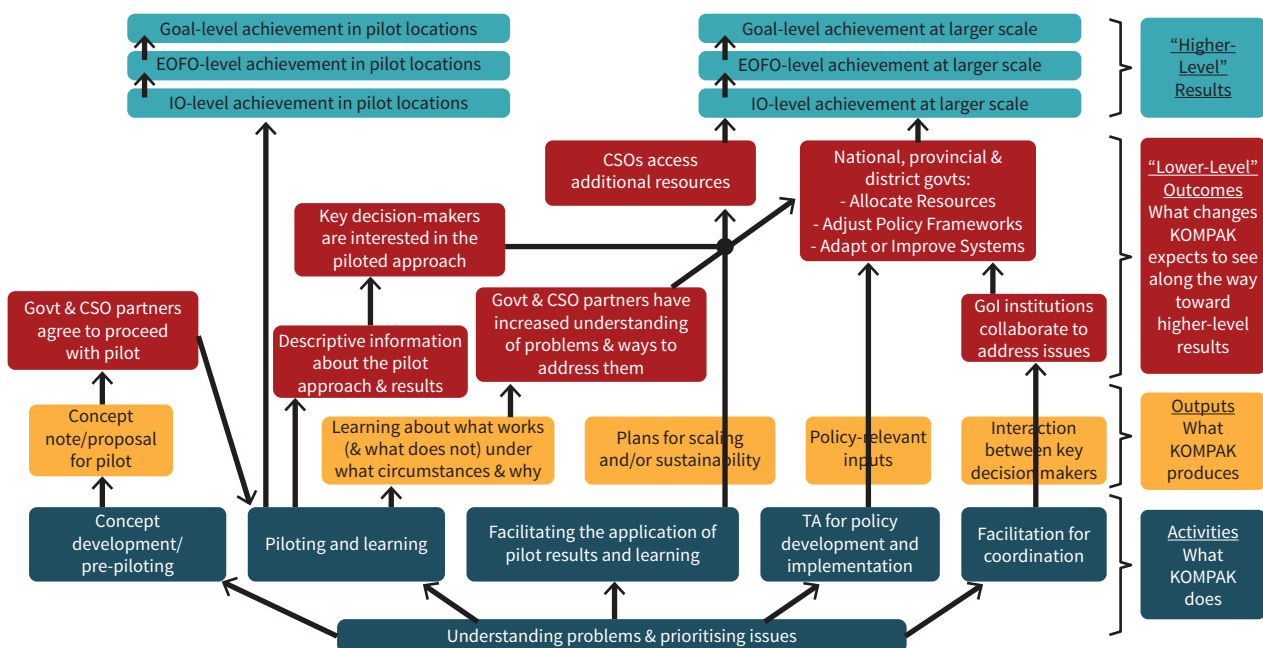 Goal-level achievement in pilot locations
EOFO-level achievement in pilot locations
IO-level achievement in pilot locations
Goal-level achievement at larger scale
EOFO-level achievement at larger scale
IO-level achievement at larger scale
“Higher-
Level”
Results
CSOs access
additional resources
National, provincial &
district govts:
- Allocate Resources
- Adjust Policy Frameworks
- Adapt or Improve Systems
Key decision-makers
are interested in the
piloted approach
Govt & CSO partners
agree to proceed
with pilot
Descriptive information
about the pilot
approach & results
Govt & CSO partners have
increased understanding
of problems & ways to
address them
GoI institutions
collaborate to
address issues
“Lower-Level”
Outcomes
What changes
KOMPAK
expects to see
along the way
toward
higher-level
results
Concept
note/proposal
for pilot
Learning about what works
(& what does not) under
what circumstances & why
Plans for scaling
and/or sustainability
Policy-relevant
inputs
Interaction
between key
decision makers
Outputs
What
KOMPAK
produces
Concept
development/
pre-piloting
Piloting and learning
Facilitating the application of
pilot results and learning
TA for policy
development and
implementation
Facilitation for
coordination
Activities
What
KOMPAK
does
Understanding problems & prioritising issues